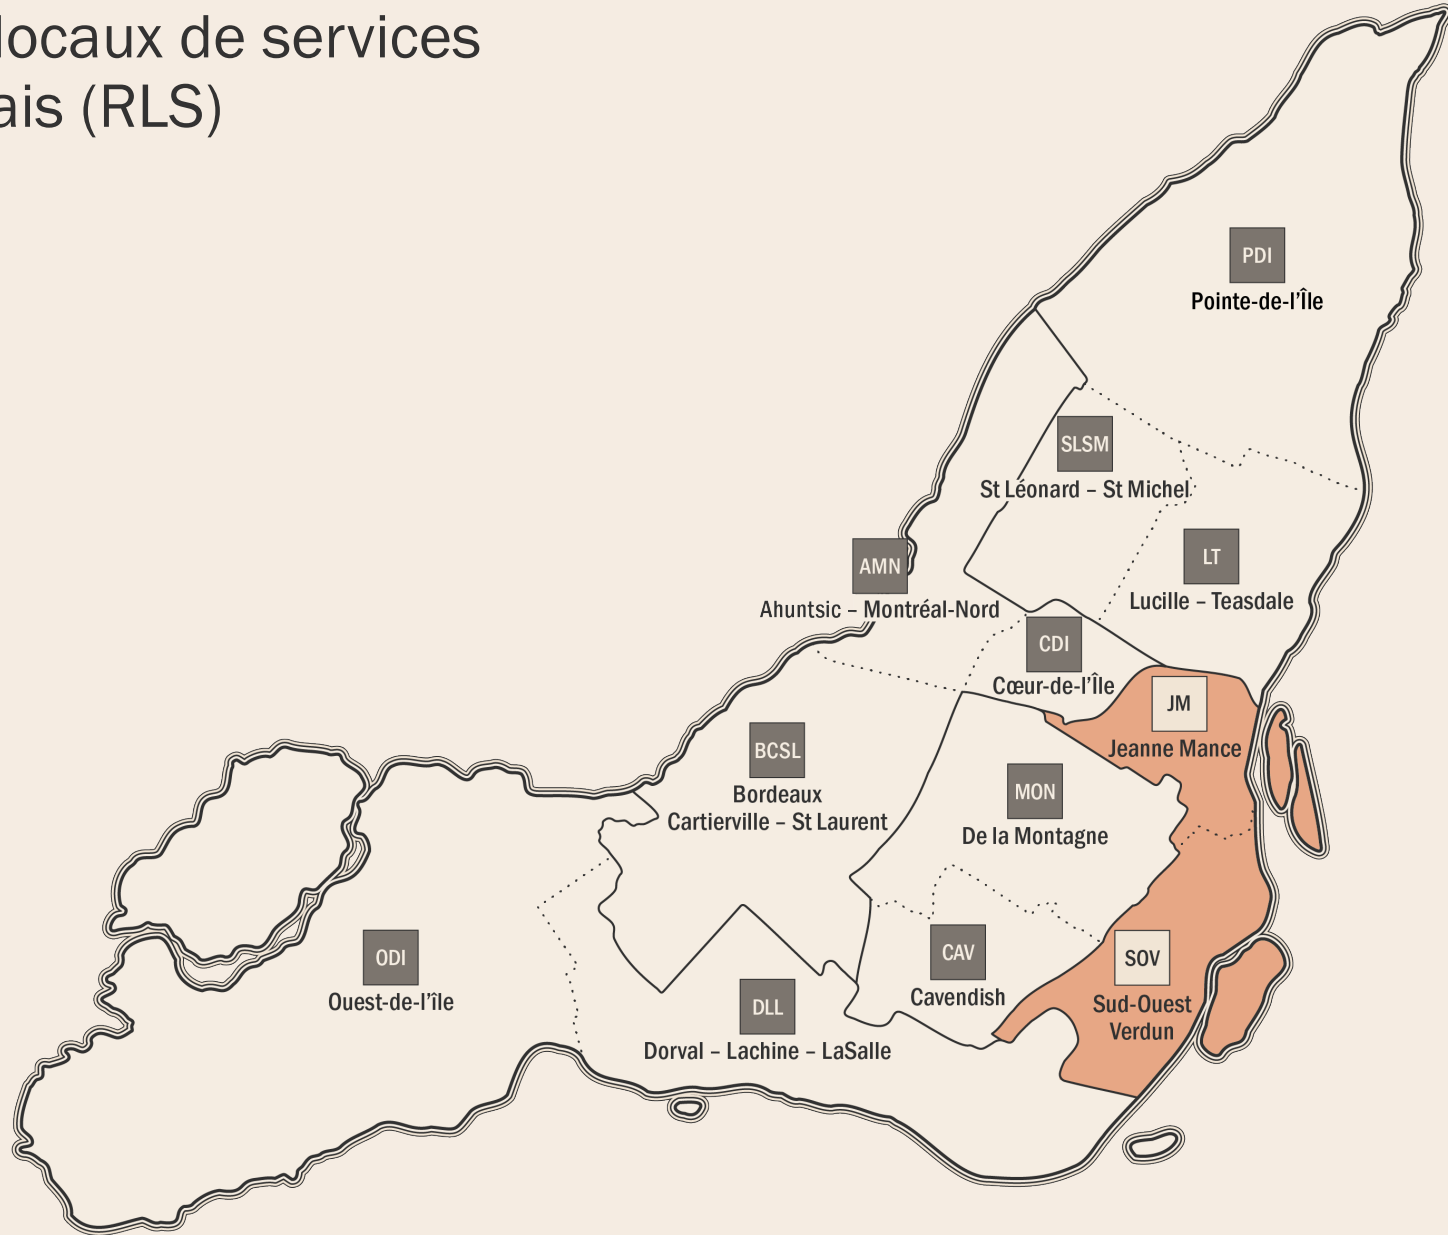 locaux de services
ais (RLS)
PDI
Pointe-de-l'Île
SLSM
St Léonard – St Michel
LT
Lucille – Teasdale
AMN
Ahuntsic – Montréal-Nord
CDI
Cœur-de-l'Île
JM
Jeanne Mance
BCSL
Bordeaux
Cartierville – St Laurent
MON
De la Montagne
ODI
Ouest-de-l'île
CAV
Cavendish
SOV
Sud-Ouest
Verdun
DLL
Dorval – Lachine – LaSalle